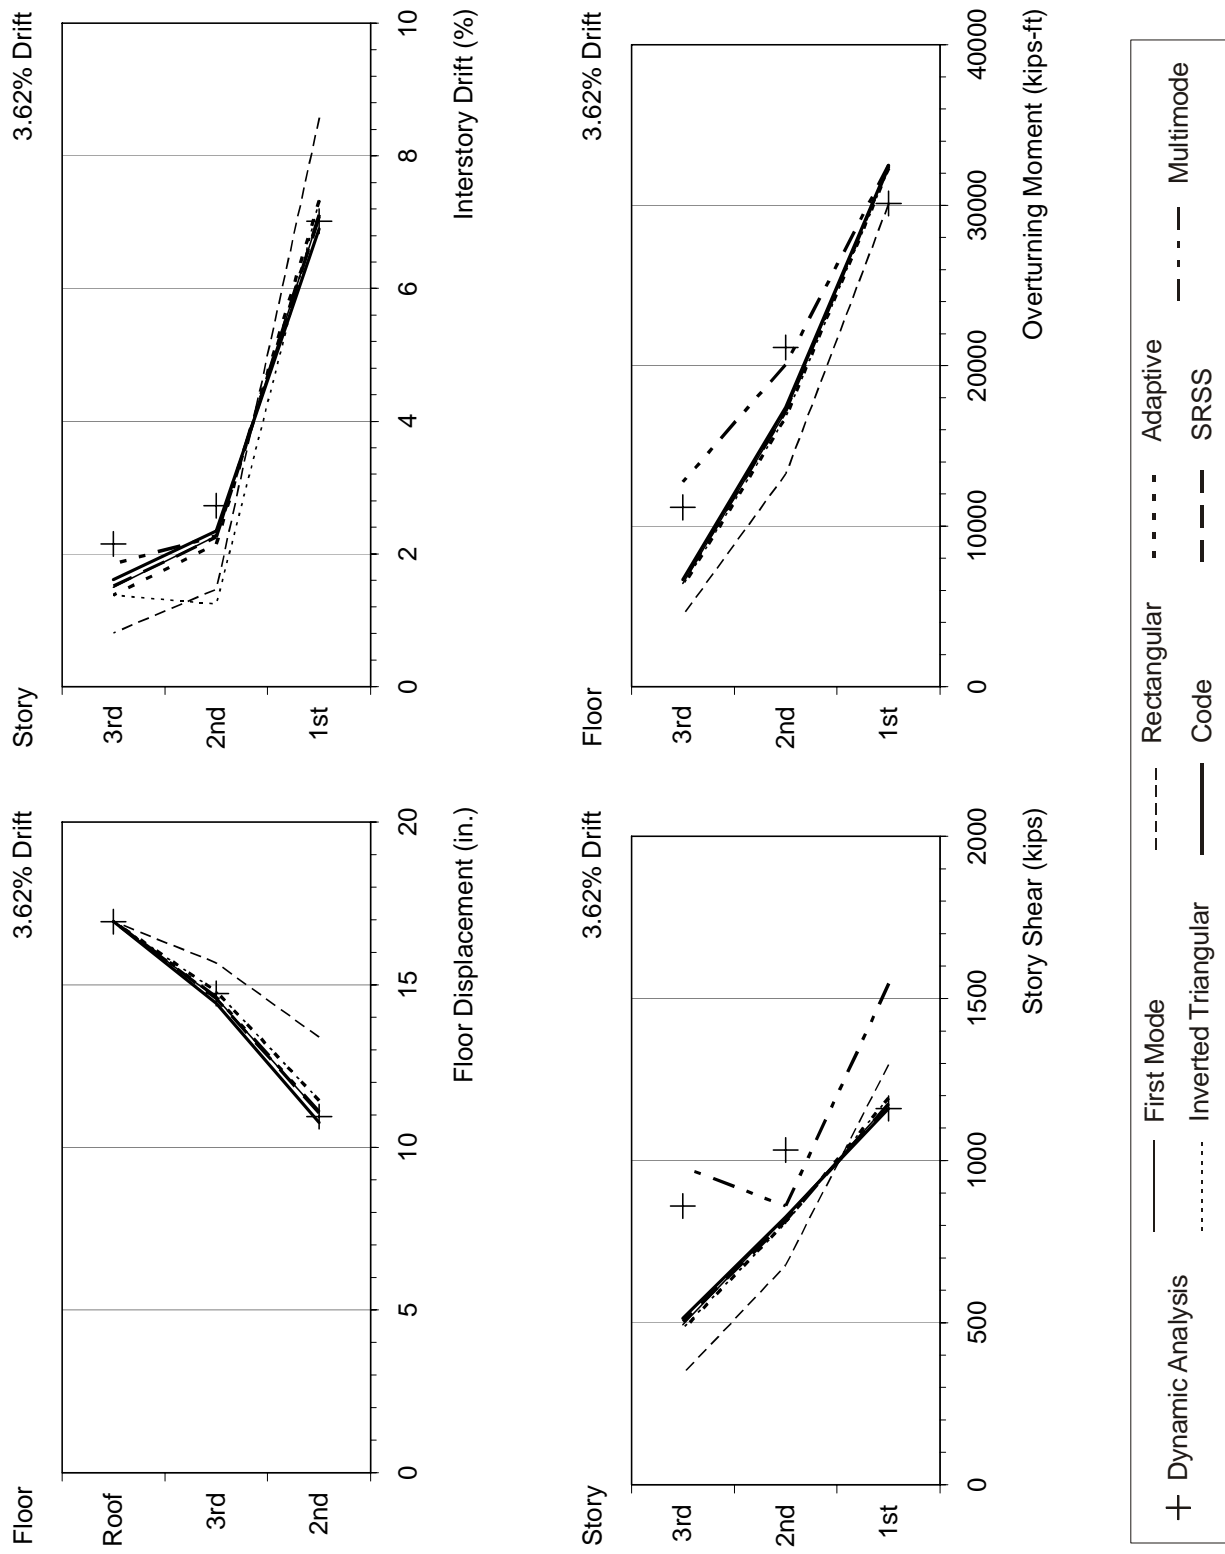 Floor 3.62% Drift
Roof
3rd
2nd
0 5 10 15 20
Floor Displacement (in.)
Story 3.62% Drift
3rd
2nd
1st
0 2 4 6 8 10
Interstory Drift (%)
Story 3.62% Drift
3rd
2nd
1st
0 500 1000 1500 2000
Story Shear (kips)
Floor 3.62% Drift
3rd
2nd
1st
0 10000 20000 30000 40000
Overturning Moment (kips-ft)
Dynamic Analysis First Mode Rectangular Adaptive Multimode
Inverted Triangular Code SRSS